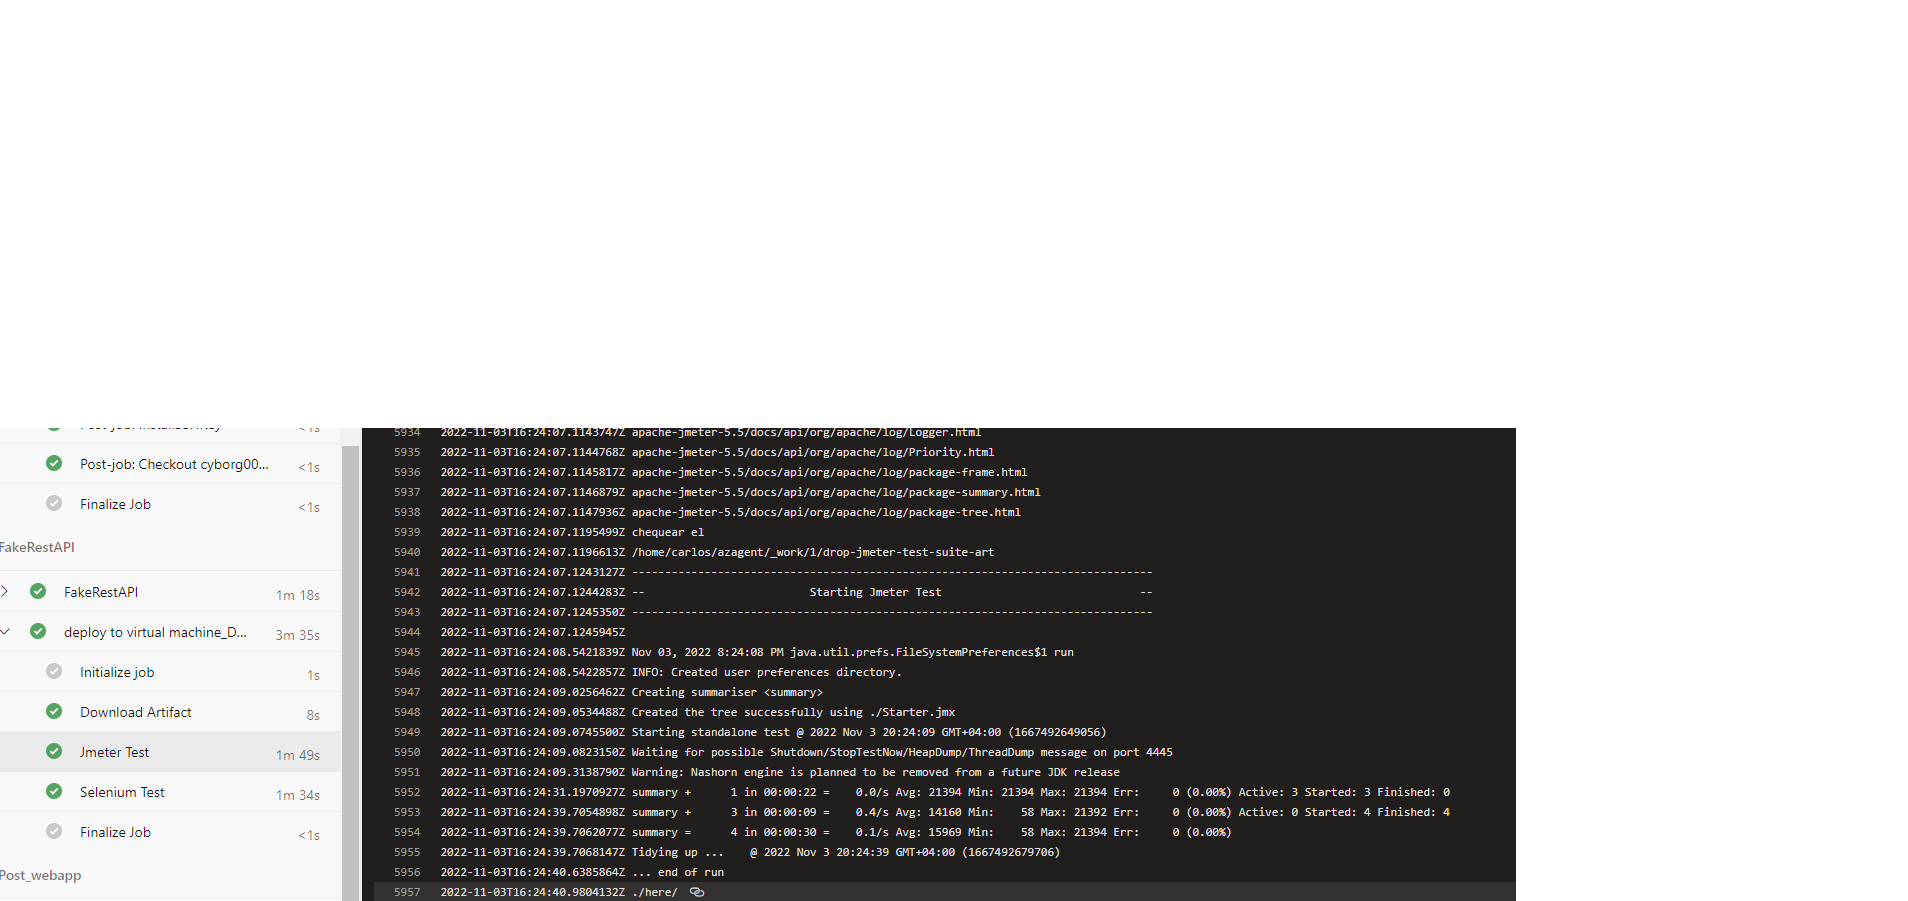 Post-job: Checkout cyborg00... <1s
Finalize Job <1s
FakeRestAPI
FakeRestAPI 1m 18s
deploy to virtual machine_D... 3m 35s
Initialize job 1s
Download Artifact 8s
Jmeter Test 1m 49s
Selenium Test 1m 34s
Finalize Job <1s
Post_webapp
5934 2022-11-03T16:24:07.1143747Z apache-jmeter-5.5/docs/api/org/apache/log/Logger.html
5935 2022-11-03T16:24:07.1144768Z apache-jmeter-5.5/docs/api/org/apache/log/Priority.html
5936 2022-11-03T16:24:07.1145817Z apache-jmeter-5.5/docs/api/org/apache/log/package-frame.html
5937 2022-11-03T16:24:07.1146879Z apache-jmeter-5.5/docs/api/org/apache/log/package-summary.html
5938 2022-11-03T16:24:07.1147936Z apache-jmeter-5.5/docs/api/org/apache/log/package-tree.html
5939 2022-11-03T16:24:07.1195499Z chequear el
5940 2022-11-03T16:24:07.1196613Z /home/carlos/azagent/_work/1/drop-jmeter-test-suite-art
5941 2022-11-03T16:24:07.1243127Z -------------------------------------------------------------------------------
5942 2022-11-03T16:24:07.1244283Z -- Starting Jmeter Test --
5943 2022-11-03T16:24:07.1245350Z -------------------------------------------------------------------------------
5944 2022-11-03T16:24:07.1245945Z
5945 2022-11-03T16:24:08.5421839Z Nov 03, 2022 8:24:08 PM java.util.prefs.FileSystemPreferences$1 run
5946 2022-11-03T16:24:08.5422857Z INFO: Created user preferences directory.
5947 2022-11-03T16:24:09.0256462Z Creating summariser <summary>
5948 2022-11-03T16:24:09.0534488Z Created the tree successfully using ./Starter.jmx
5949 2022-11-03T16:24:09.0745500Z Starting standalone test @ 2022 Nov 3 20:24:09 GMT+04:00 (1667492649056)
5950 2022-11-03T16:24:09.0823150Z Waiting for possible Shutdown/StopTestNow/HeapDump/ThreadDump message on port 4445
5951 2022-11-03T16:24:09.3138790Z Warning: Nashorn engine is planned to be removed from a future JDK release
5952 2022-11-03T16:24:31.1970927Z summary + 1 in 00:00:22 = 0.0/s Avg: 21394 Min: 21394 Max: 21394 Err: 0 (0.00%) Active: 3 Started: 3 Finished: 0
5953 2022-11-03T16:24:39.7054898Z summary + 3 in 00:00:09 = 0.4/s Avg: 14160 Min: 58 Max: 21392 Err: 0 (0.00%) Active: 0 Started: 4 Finished: 4
5954 2022-11-03T16:24:39.7062077Z summary = 4 in 00:00:30 = 0.1/s Avg: 15969 Min: 58 Max: 21394 Err: 0 (0.00%)
5955 2022-11-03T16:24:39.7068147Z Tidying up ... @ 2022 Nov 3 20:24:39 GMT+04:00 (1667492679706)
5956 2022-11-03T16:24:40.6385864Z ... end of run
5957 2022-11-03T16:24:40.9804132Z ./here/